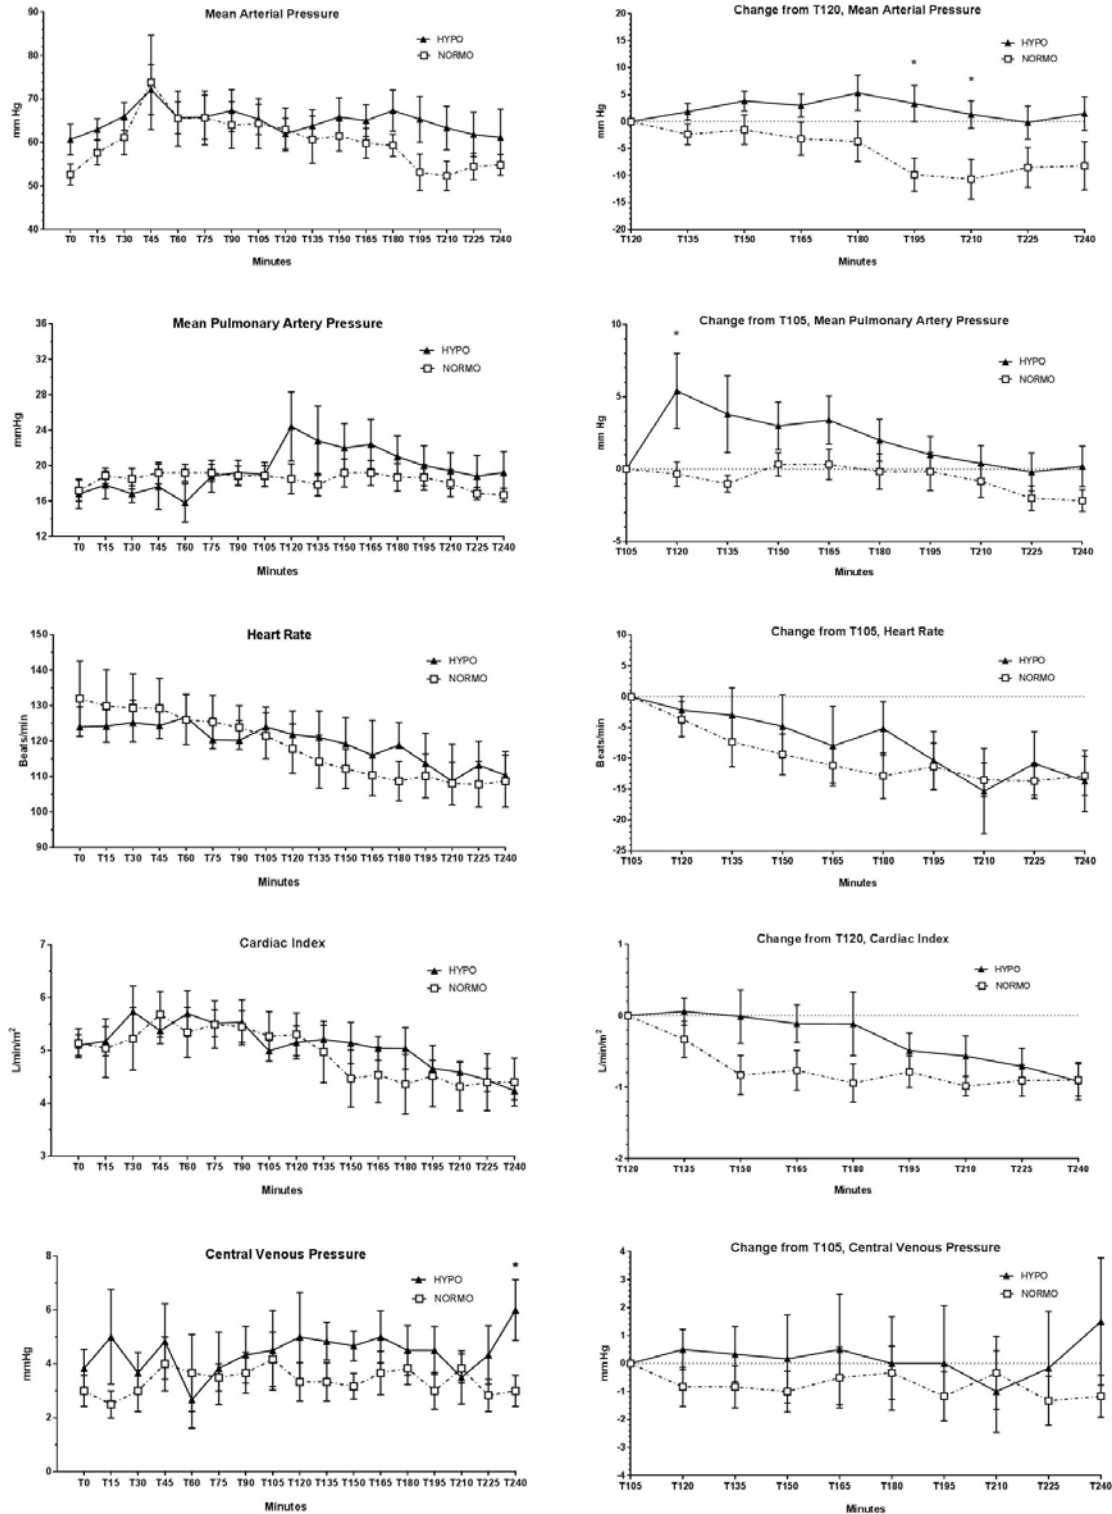 Mean Arterial Pressure
90
80
70
60
50
40
mm Hg
HYPO
NORMO
T0 T15 T30 T45 T60 T75 T90 T105 T120 T135 T150 T165 T180 T195 T210 T225 T240
Minutes
Change from T120, Mean Arterial Pressure
20
15
10
5
0
-5
-10
-15
-20
mm Hg
HYPO
NORMO
* *
T120 T135 T150 T165 T180 T195 T210 T225 T240
Minutes
Mean Pulmonary Artery Pressure
36
32
28
24
20
16
12
mmHg
HYPO
NORMO
T0 T15 T30 T45 T60 T75 T90 T105 T120 T135 T150 T165 T180 T195 T210 T225 T240
Minutes
Change from T105, Mean Pulmonary Artery Pressure
10
5
0
-5
mm Hg
*
HYPO
NORMO
T105 T120 T135 T150 T165 T180 T195 T210 T225 T240
Minutes
Heart Rate
150
140
130
120
110
100
90
Beats/min
HYPO
NORMO
T0 T15 T30 T45 T60 T75 T90 T105 T120 T135 T150 T165 T180 T195 T210 T225 T240
Minutes
Change from T105, Heart Rate
10
5
0
-5
-10
-15
-20
-25
Beats/min
HYPO
NORMO
T105 T120 T135 T150 T165 T180 T195 T210 T225 T240
Minutes
Cardiac Index
7
6
5
4
3
L/min/m²
HYPO
NORMO
T0 T15 T30 T45 T60 T75 T90 T105 T120 T135 T150 T165 T180 T195 T210 T225 T240
Minutes
Change from T120, Cardiac Index
1
0
-1
-2
L/min/m²
HYPO
NORMO
T120 T135 T150 T165 T180 T195 T210 T225 T240
Minutes
Central Venous Pressure
8
6
4
2
0
mmHg
HYPO
NORMO
*
T0 T15 T30 T45 T60 T75 T90 T105 T120 T135 T150 T165 T180 T195 T210 T225 T240
Minutes
Change from T105, Central Venous Pressure
4
3
2
1
0
-1
-2
-3
-4
mmHg
HYPO
NORMO
T105 T120 T135 T150 T165 T180 T195 T210 T225 T240
Minutes